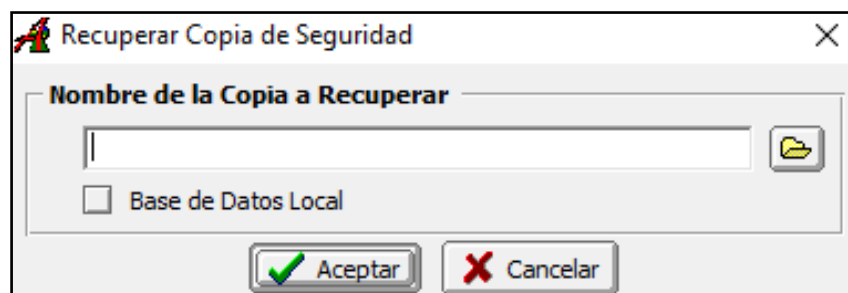 Recuperar Copia de Seguridad
Nombre de la Copia a Recuperar
Base de Datos Local
Aceptar
Cancelar